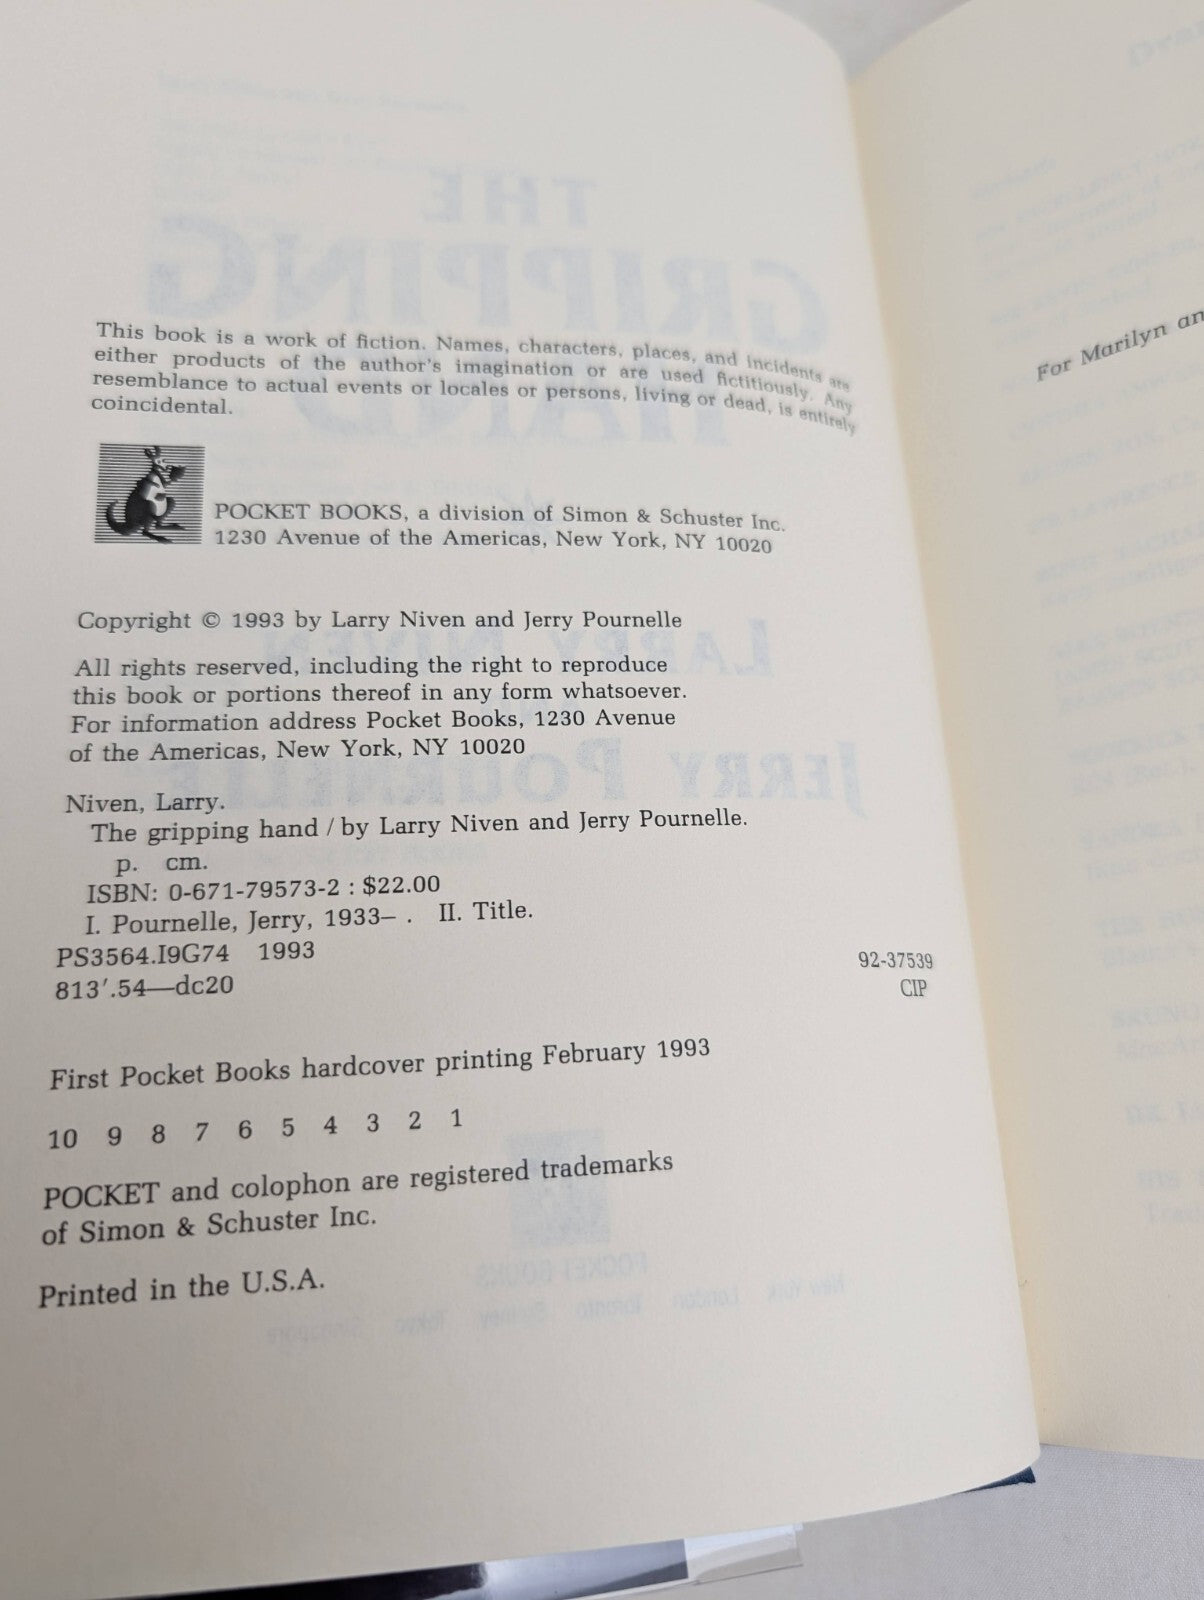 This book is a work of fiction. Names, characters, places, and incidents are
either products of the author's imagination or are used fictitiously. Any
resemblance to actual events or locales or persons, living or dead, is entirely
coincidental.
POCKET BOOKS, a division of Simon & Schuster Inc.
1230 Avenue of the Americas, New York, NY 10020
Copyright © 1993 by Larry Niven and Jerry Pournelle
All rights reserved, including the right to reproduce
this book or portions thereof in any form whatsoever.
For information address Pocket Books, 1230 Avenue
of the Americas, New York, NY 10020
Niven, Larry.
The gripping hand / by Larry Niven and Jerry Pournelle.
p. cm.
ISBN: 0-671-79573-2 : $22.00
I. Pournelle, Jerry, 1933– . II. Title.
PS3564.I9G74 1993
813'.54—dc20
92-37539
CIP
First Pocket Books hardcover printing February 1993
10 9 8 7 6 5 4 3 2 1
POCKET and colophon are registered trademarks
of Simon & Schuster Inc.
Printed in the U.S.A.
For Marilyn an